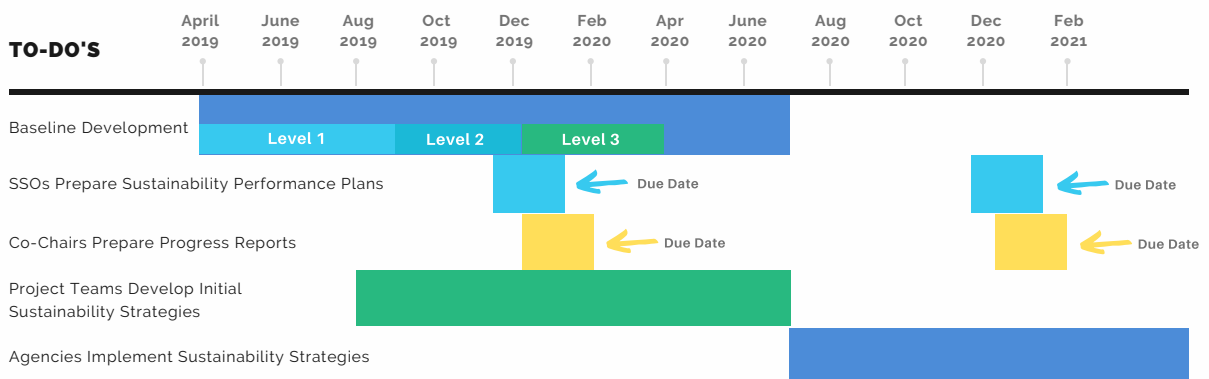 April June Aug Oct Dec Feb Apr June Aug Oct Dec Feb
2019 2019 2019 2019 2019 2020 2020 2020 2020 2020 2020 2021
TO-DO'S
Baseline Development
Level 1 Level 2 Level 3
SSOs Prepare Sustainability Performance Plans Due Date Due Date
Co-Chairs Prepare Progress Reports Due Date Due Date
Project Teams Develop Initial
Sustainability Strategies
Agencies Implement Sustainability Strategies